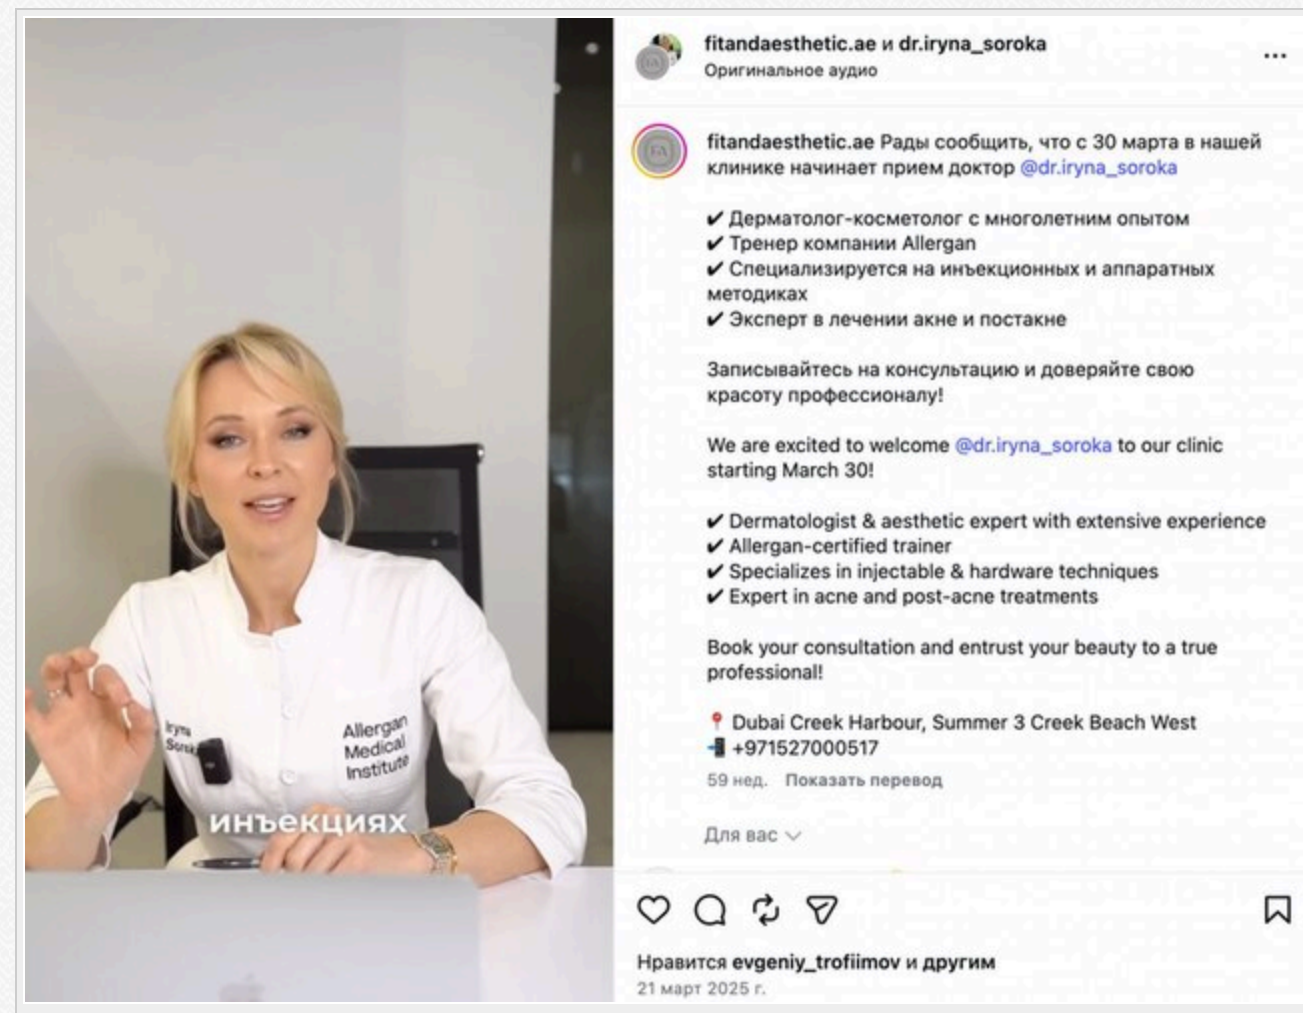 fitandaesthetic.ae и dr.iryna_soroka
Оригинальное аудио
fitandaesthetic.ae Рады сообщить, что с 30 марта в нашей
клинике начинает прием доктор @dr.iryna_soroka
✔ Дерматолог-косметолог с многолетним опытом
✔ Тренер компании Allergan
✔ Специализируется на инъекционных и аппаратных
методиках
✔ Эксперт в лечении акне и постакне
Записывайтесь на консультацию и доверяйте свою
красоту профессионалу!
We are excited to welcome @dr.iryna_soroka to our clinic
starting March 30!
✔ Dermatologist & aesthetic expert with extensive experience
✔ Allergan-certified trainer
✔ Specializes in injectable & hardware techniques
✔ Expert in acne and post-acne treatments
Book your consultation and entrust your beauty to a true
professional!
📍 Dubai Creek Harbour, Summer 3 Creek Beach West
📲 +971527000517
59 нед. Показать перевод
Для вас
Нравится evgeniy_trofiimov и другим
21 март 2025 г.
Iryna
Soroka
Allergan
Medical
Institute
инъекциях
FA